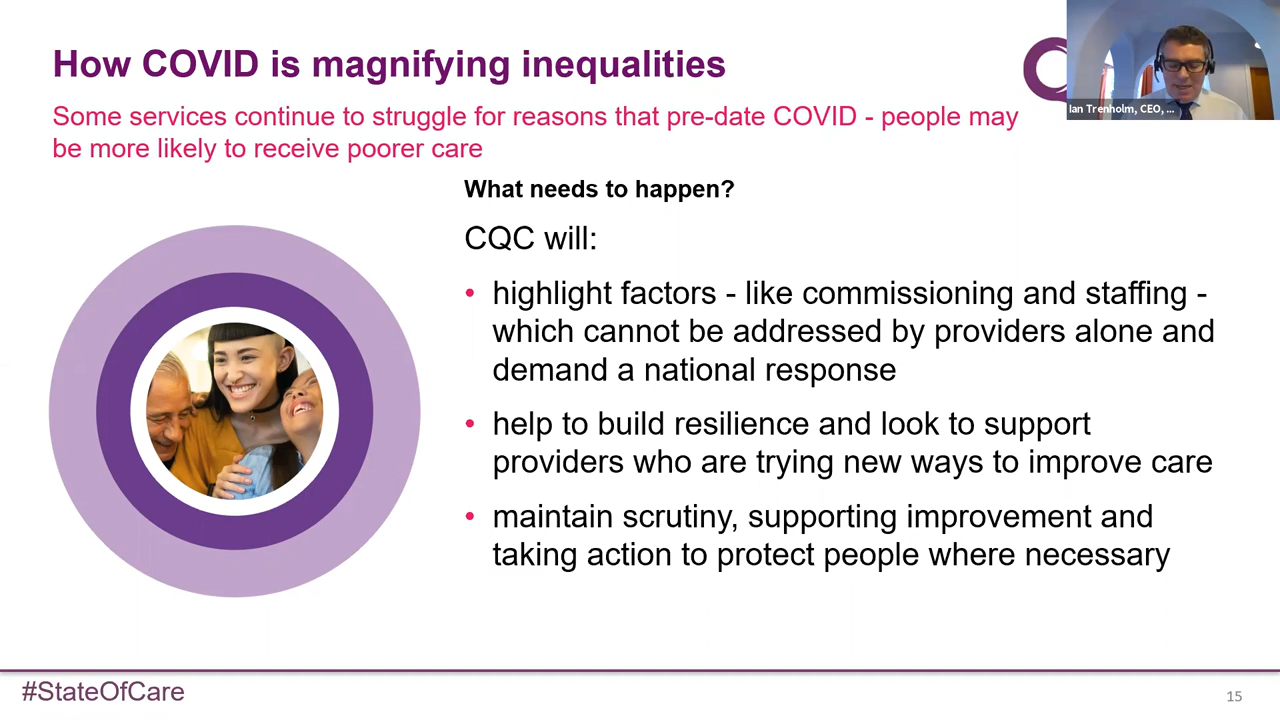 How COVID is magnifying inequalities
Some services continue to struggle for reasons that pre-date COVID - people may
be more likely to receive poorer care
Ian Trenholm, CEO, ...
What needs to happen?
CQC will:
• highlight factors - like commissioning and staffing -
which cannot be addressed by providers alone and
demand a national response
• help to build resilience and look to support
providers who are trying new ways to improve care
• maintain scrutiny, supporting improvement and
taking action to protect people where necessary
#StateOfCare
15